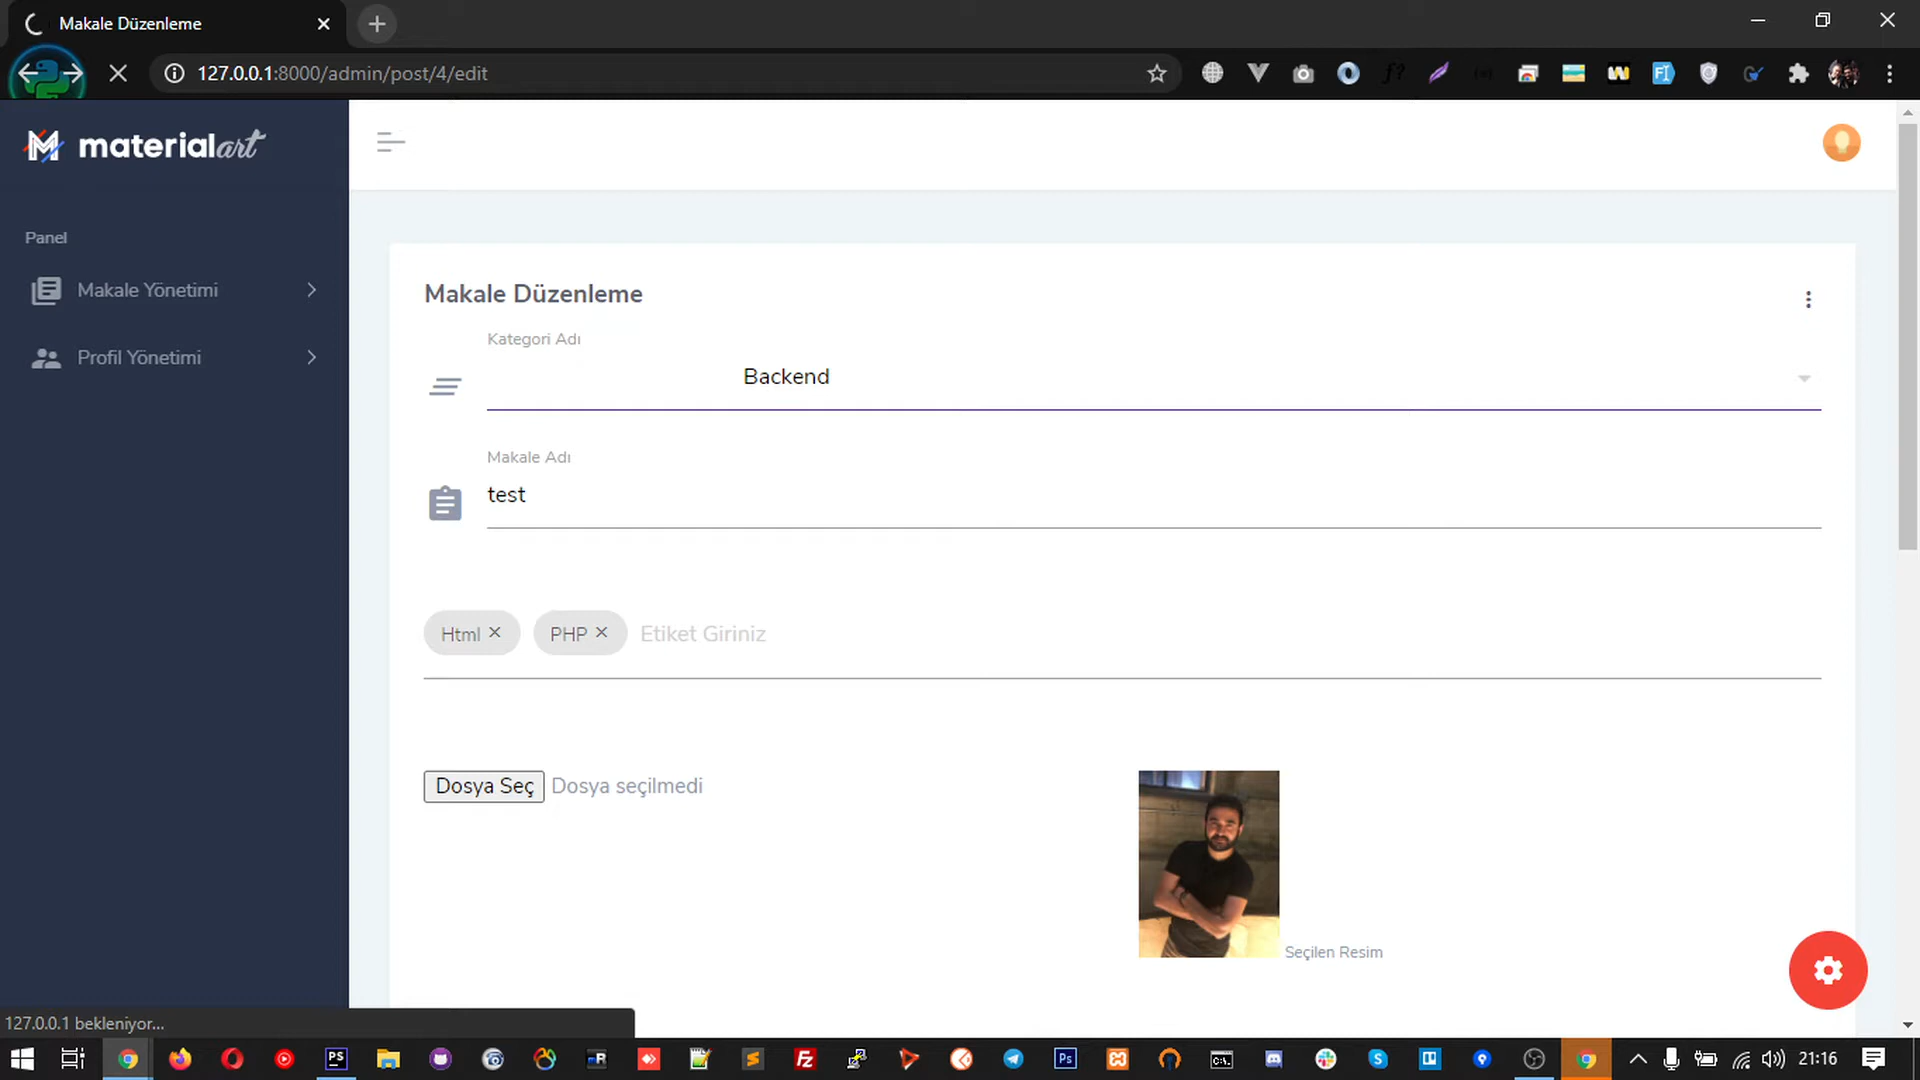 Makale Düzenleme
127.0.0.1:8000/admin/post/4/edit
materialart
Panel
Makale Yönetimi
Profil Yönetimi
Makale Düzenleme
Kategori Adı
Backend
Makale Adı
test
Html PHP Etiket Giriniz
Dosya Seç Dosya seçilmedi
Seçilen Resim
127.0.0.1 bekleniyor...
21:16